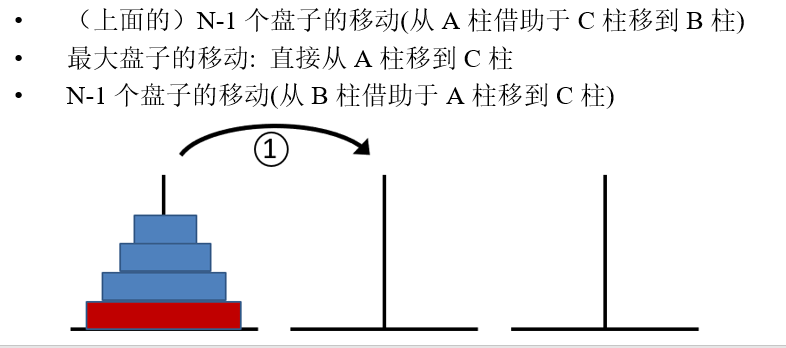 • （上面的）N-1 个盘子的移动(从 A 柱借助于 C 柱移到 B 柱)
• 最大盘子的移动: 直接从 A 柱移到 C 柱
• N-1 个盘子的移动(从 B 柱借助于 A 柱移到 C 柱)
①